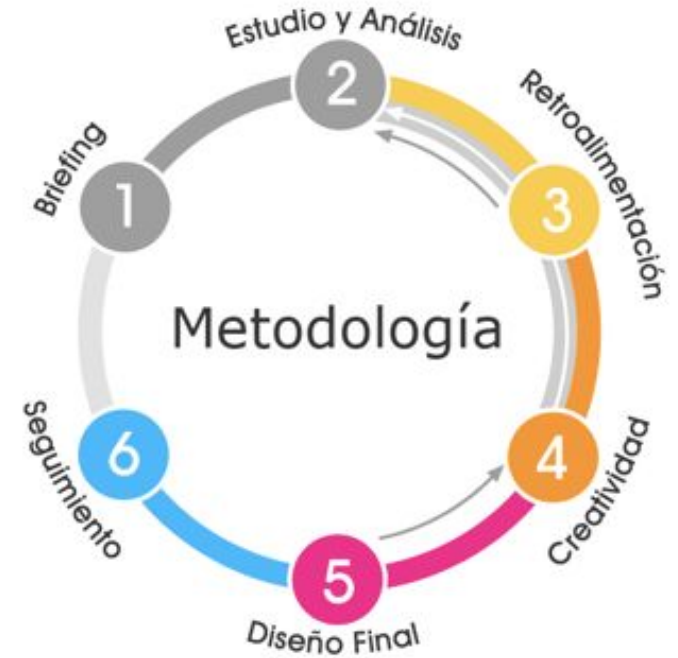 Metodología
1
Briefing
2
Estudio y Análisis
3
Retroalimentación
4
Creatividad
5
Diseño Final
6
Seguimiento